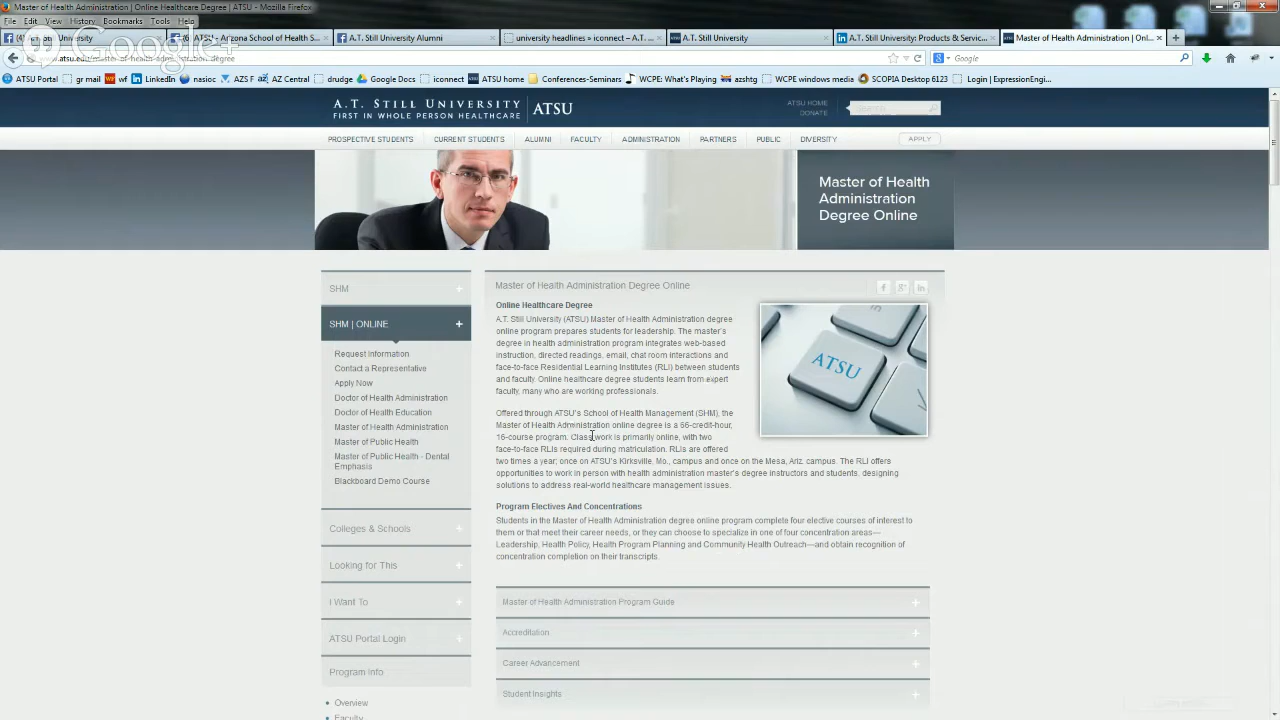 Master of Health Administration | Online Healthcare Degree | ATSU - Mozilla Firefox
File Edit View History Bookmarks Tools Help
Google+
ATSU - Arizona School of Health S...
A.T. Still University Alumni
university headlines » iconnect – A.T. ...
A.T. Still University
A.T. Still University: Products & Servic...
Master of Health Administration | Onl...
Google
ATSU Portal gr mail wf LinkedIn nasioc AZS F AZ Central drudge Google Docs iconnect ATSU home Conferences-Seminars WCPE: What's Playing azshtg WCPE windows media SCOPIA Desktop 6123 Login | ExpressionEngi...
A.T. STILL UNIVERSITY ATSU
FIRST IN WHOLE PERSON HEALTHCARE
ATSU HOME
DONATE
PROSPECTIVE STUDENTS CURRENT STUDENTS ALUMNI FACULTY ADMINISTRATION PARTNERS PUBLIC DIVERSITY APPLY
Master of Health
Administration
Degree Online
SHM
SHM | ONLINE
Request Information
Contact a Representative
Apply Now
Doctor of Health Administration
Doctor of Health Education
Master of Health Administration
Master of Public Health
Master of Public Health - Dental
Emphasis
Blackboard Demo Course
Colleges & Schools
Looking for This
I Want To
ATSU Portal Login
Program Info
Overview
Faculty
Master of Health Administration Degree Online
Online Healthcare Degree
A.T. Still University (ATSU) Master of Health Administration degree
online program prepares students for leadership. The master's
degree in health administration program integrates web-based
instruction, directed readings, email, chat room interactions and
face-to-face Residential Learning Institutes (RLI) between students
and faculty. Online healthcare degree students learn from expert
faculty, many who are working professionals.
ATSU
Offered through ATSU's School of Health Management (SHM), the
Master of Health Administration online degree is a 66-credit-hour,
16-course program. Class work is primarily online, with two
face-to-face RLIs required during matriculation. RLIs are offered
two times a year; once on ATSU's Kirksville, Mo., campus and once on the Mesa, Ariz. campus. The RLI offers
opportunities to work in person with health administration master's degree instructors and students, designing
solutions to address real-world healthcare management issues.
Program Electives And Concentrations
Students in the Master of Health Administration degree online program complete four elective courses of interest to
them or that meet their career needs, or they can choose to specialize in one of four concentration areas—
Leadership, Health Policy, Health Program Planning and Community Health Outreach—and obtain recognition of
concentration completion on their transcripts.
Master of Health Administration Program Guide
Accreditation
Career Advancement
Student Insights